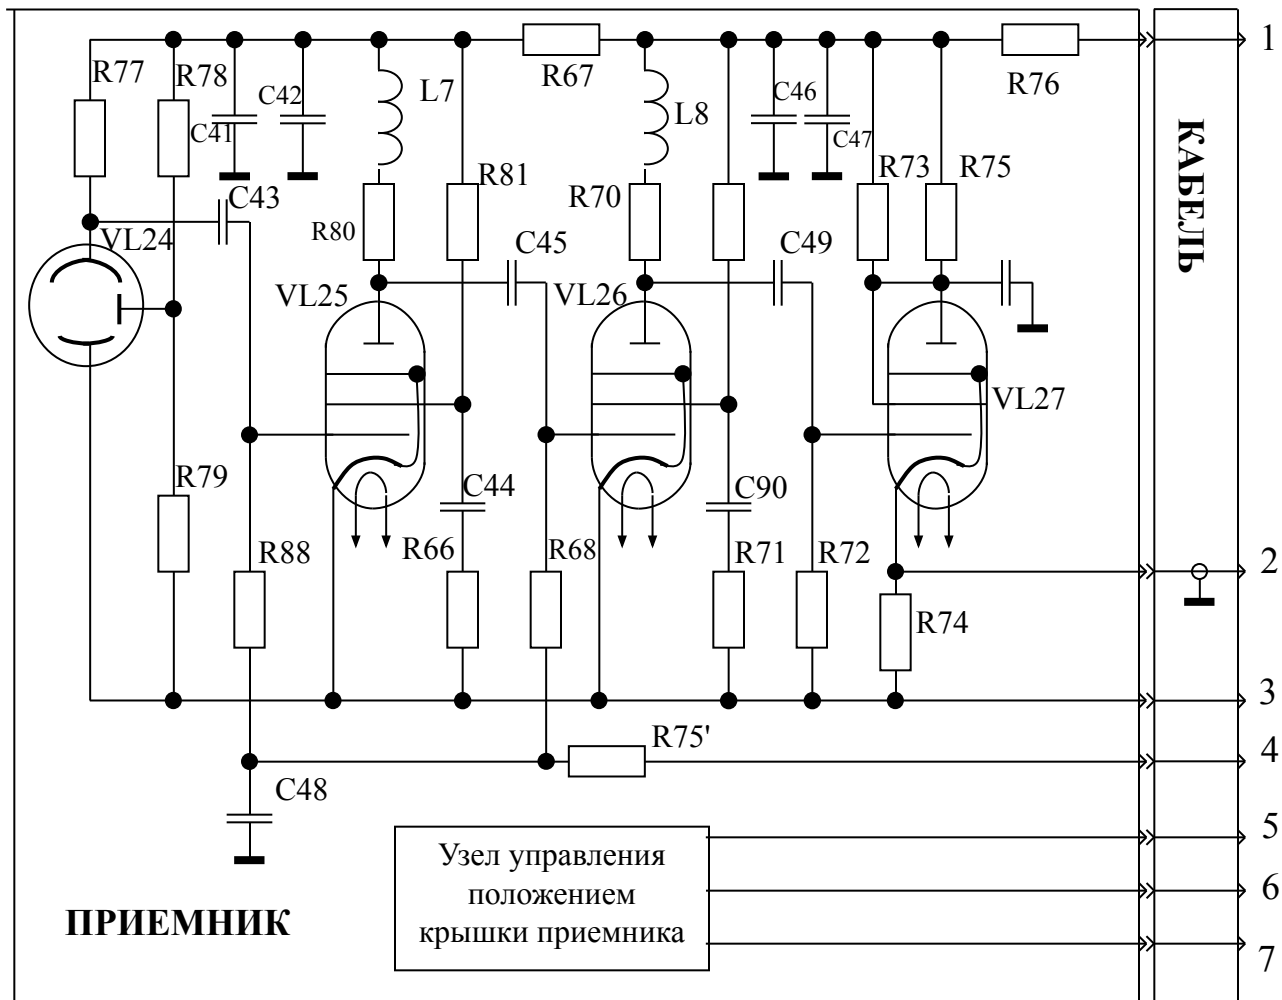 1
R77
R78
C42
L7
R67
C46
R76
C41
L8
C47
КАБЕЛЬ
C43
R81
R70
R73
R75
VL24
R80
C45
C49
VL25
VL26
VL27
R79
C44
C90
R88
R66
R68
R71
R72
2
R74
3
R75'
4
C48
5
Узел управления
положением
крышки приемника
6
ПРИЕМНИК
7